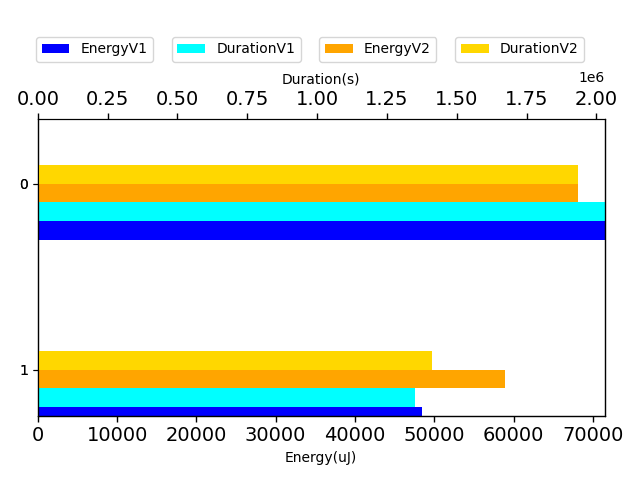 EnergyV1 DurationV1 EnergyV2 DurationV2
Duration(s)
1e6
0.00 0.25 0.50 0.75 1.00 1.25 1.50 1.75 2.00
0
1
0 10000 20000 30000 40000 50000 60000 70000
Energy(uJ)